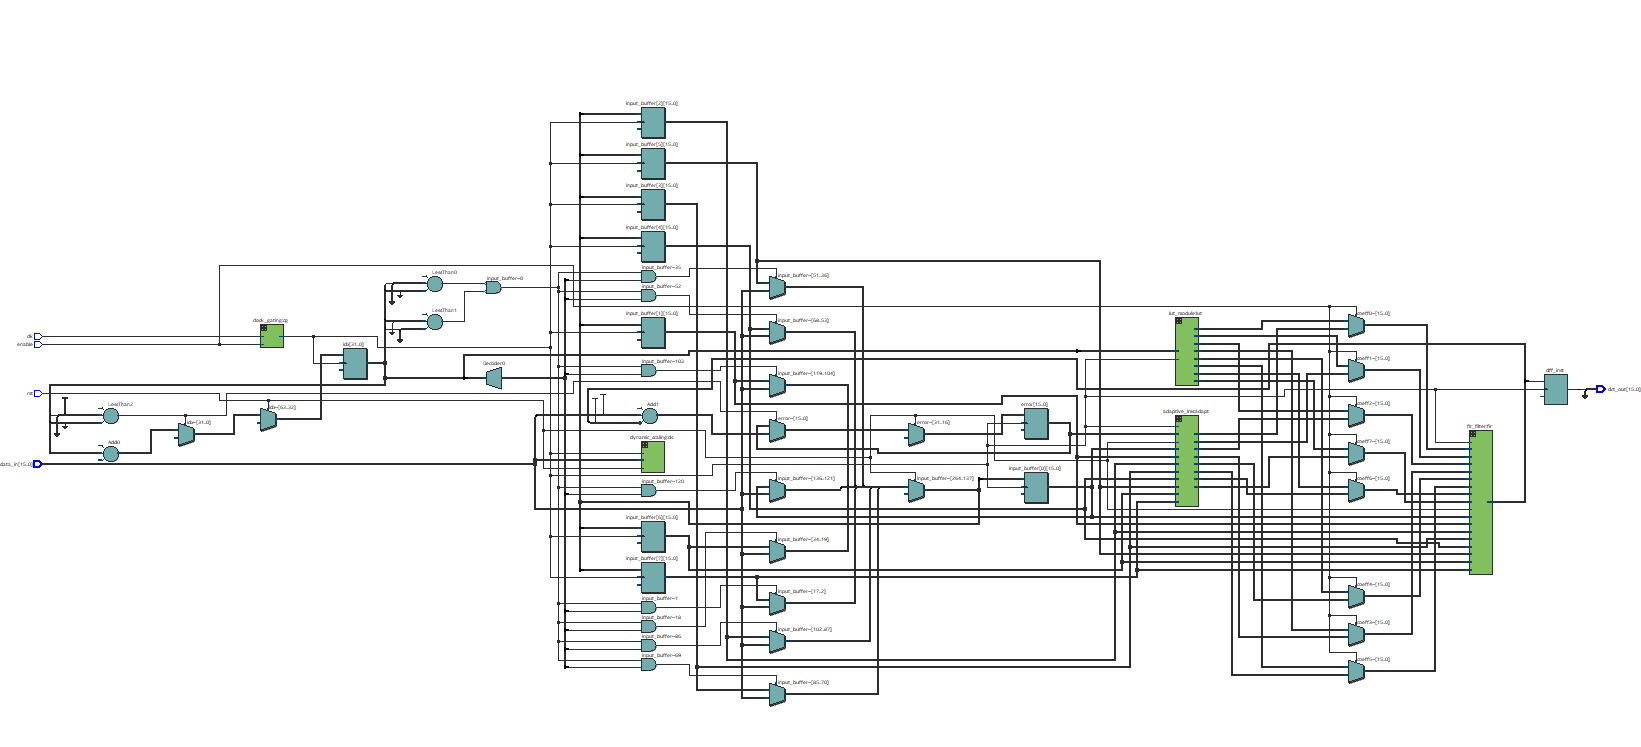 input_buffer[2][15.0]
input_buffer[5][15.0]
input_buffer[3][15.0]
input_buffer[4][15.0]
input_buffer~35
input_buffer~[51.36]
LessThan0
input_buffer~0
input_buffer~52
input_buffer[1][15.0]
LessThan1
input_buffer~[68.53]
lut_module:lut
coeff0~[15.0]
clock_gating:cg
clk
enable
idx[31.0]
Decoder0
input_buffer~103
input_buffer~[119.104]
coeff1~[15.0]
dff_inst
rst
dct_out[15.0]
LessThan2
idx~[63.32]
idx~[31.0]
Add1
error~[15.0]
error~[31.16]
error[15.0]
adaptive_lms:adapt
coeff2~[15.0]
fir_filter:fir
Add0
dynamic_scaling:ds
coeff7~[15.0]
data_in[15.0]
input_buffer[0][15.0]
input_buffer~120
input_buffer~[136.121]
input_buffer~[264.137]
coeff6~[15.0]
input_buffer[6][15.0]
input_buffer~[34.19]
input_buffer[7][15.0]
input_buffer~1
input_buffer~[17.2]
coeff4~[15.0]
input_buffer~18
input_buffer~86
input_buffer~[102.87]
coeff3~[15.0]
input_buffer~69
input_buffer~[85.70]
coeff5~[15.0]